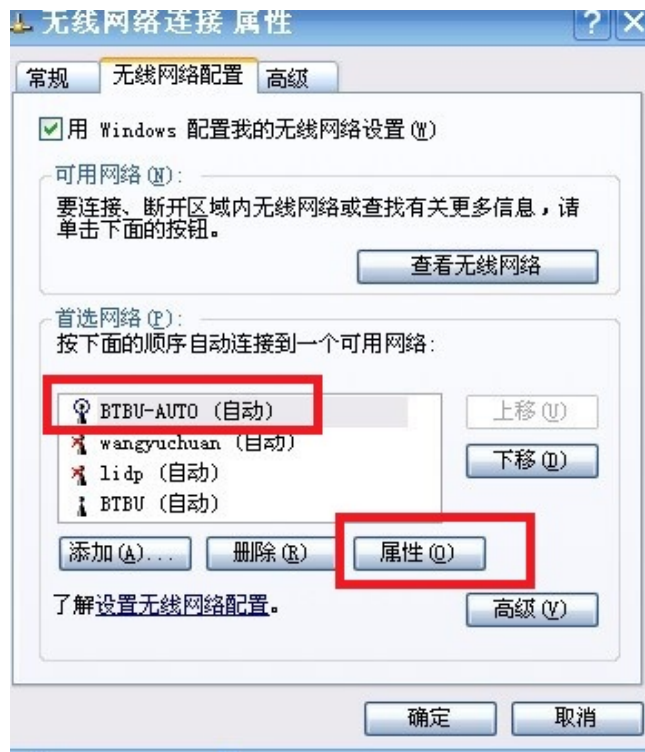 无线网络连接 属性
常规 无线网络配置 高级
用 Windows 配置我的无线网络设置(W)
可用网络(N):
要连接、断开区域内无线网络或查找有关更多信息，请
单击下面的按钮。
查看无线网络
首选网络(P):
按下面的顺序自动连接到一个可用网络:
BTBU-AUTO (自动)
wangyuchuan (自动)
lidp (自动)
BTBU (自动)
上移(U)
下移(D)
添加(A)... 删除(R) 属性(O)
了解设置无线网络配置。
高级(V)
确定 取消